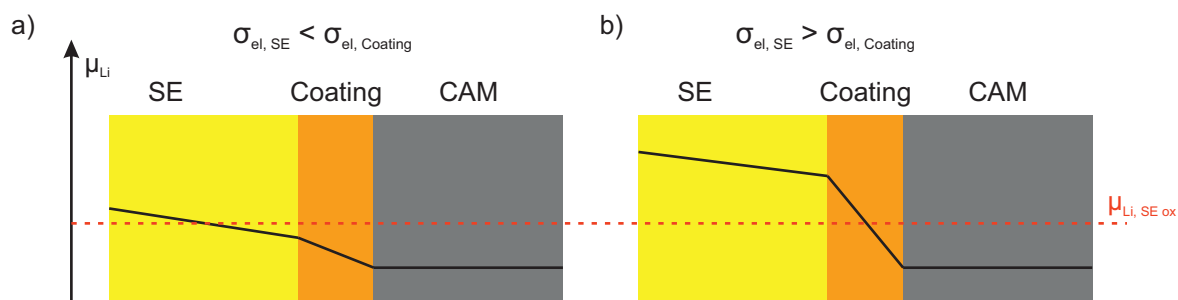 a)
σel, SE < σel, Coating
μLi
SE
Coating
CAM
b)
σel, SE > σel, Coating
SE
Coating
CAM
μLi, SE ox